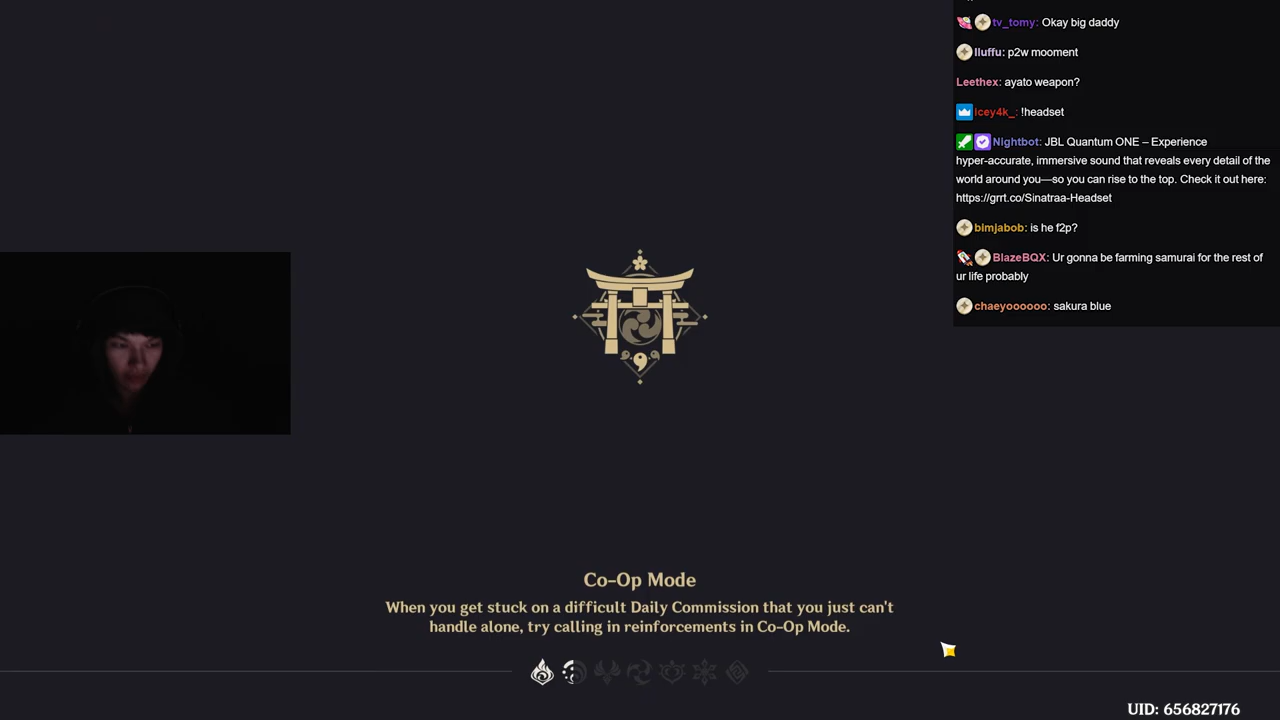 tv_tomy: Okay big daddy
lluffu: p2w mooment
Leethex: ayato weapon?
icey4k_: !headset
Nightbot: JBL Quantum ONE – Experience
hyper-accurate, immersive sound that reveals every detail of the
world around you—so you can rise to the top. Check it out here:
https://grrt.co/Sinatraa-Headset
bimjabob: is he f2p?
BlazeBQX: Ur gonna be farming samurai for the rest of
ur life probably
chaeyoooooo: sakura blue
Co-Op Mode
When you get stuck on a difficult Daily Commission that you just can't
handle alone, try calling in reinforcements in Co-Op Mode.
UID: 656827176